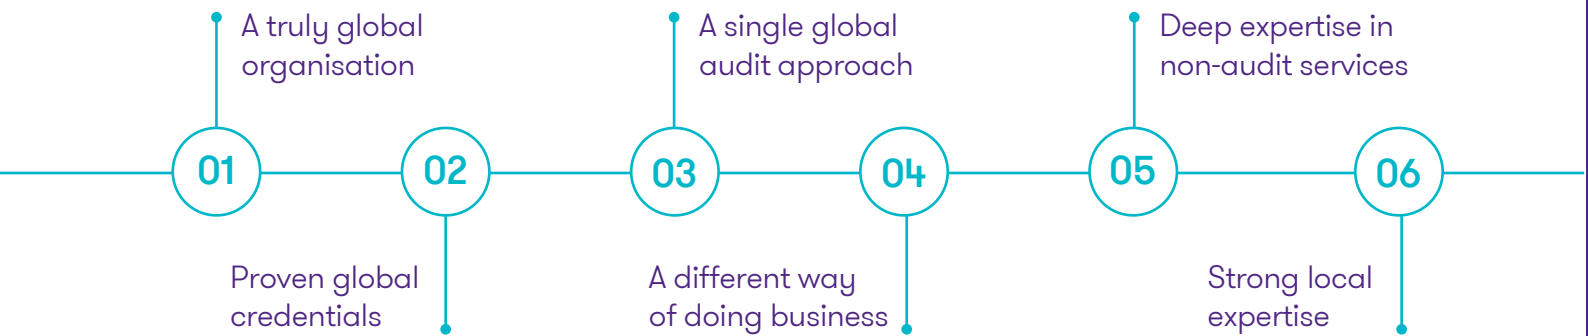 A truly global
organisation
A single global
audit approach
Deep expertise in
non-audit services
01
02
03
04
05
06
Proven global
credentials
A different way
of doing business
Strong local
expertise